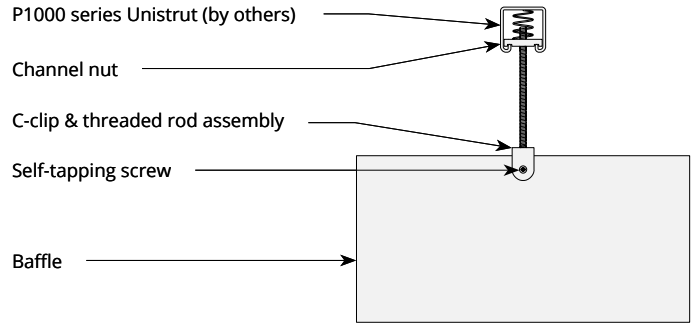 P1000 series Unistrut (by others)
Channel nut
C-clip & threaded rod assembly
Self-tapping screw
Baffle